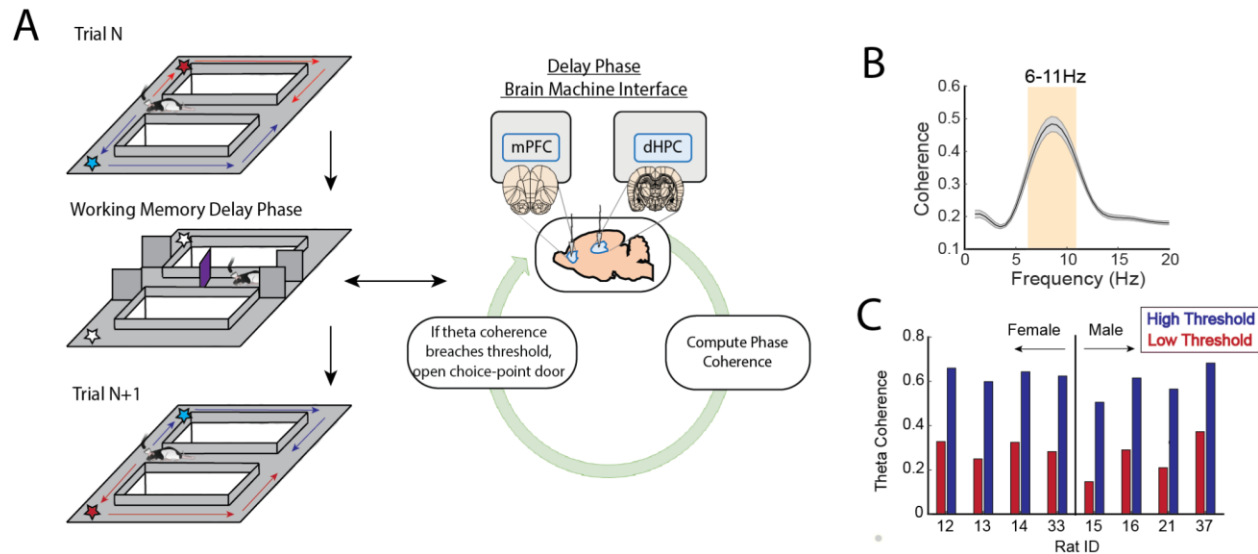 A
Trial N
Working Memory Delay Phase
Trial N+1
Delay Phase
Brain Machine Interface
mPFC
dHPC
If theta coherence
breaches threshold,
open choice-point door
Compute Phase
Coherence
B
6-11Hz
Coherence
0.6
0.5
0.4
0.3
0.2
0.1
0 5 10 15 20
Frequency (Hz)
C
High Threshold
Low Threshold
Female Male
Theta Coherence
0.8
0.6
0.4
0.2
0
12 13 14 33 15 16 21 37
Rat ID